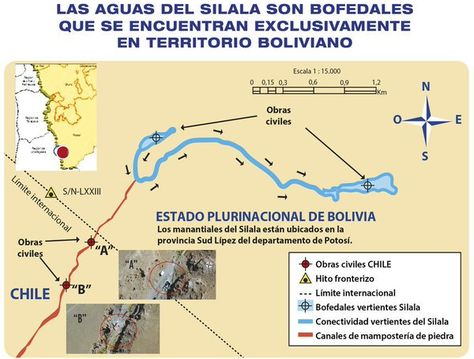 LAS AGUAS DEL SILALA SON BOFEDALES
QUE SE ENCUENTRAN EXCLUSIVAMENTE
EN TERRITORIO BOLIVIANO
Escala 1 : 15.000
0 0,15 0,3 0,6 0,9 1,2
Km
N
O
E
S
Obras
civiles
S/N-LXXIII
Límite internacional
ESTADO PLURINACIONAL DE BOLIVIA
Los manantiales del Silala están ubicados en la
provincia Sud Lípez del departamento de Potosí.
Obras
civiles
"A"
"A"
"B"
"B"
CHILE
Obras civiles CHILE
Hito fronterizo
Límite internacional
Bofedales vertientes Silala
Conectividad vertientes del Silala
Canales de mampostería de piedra